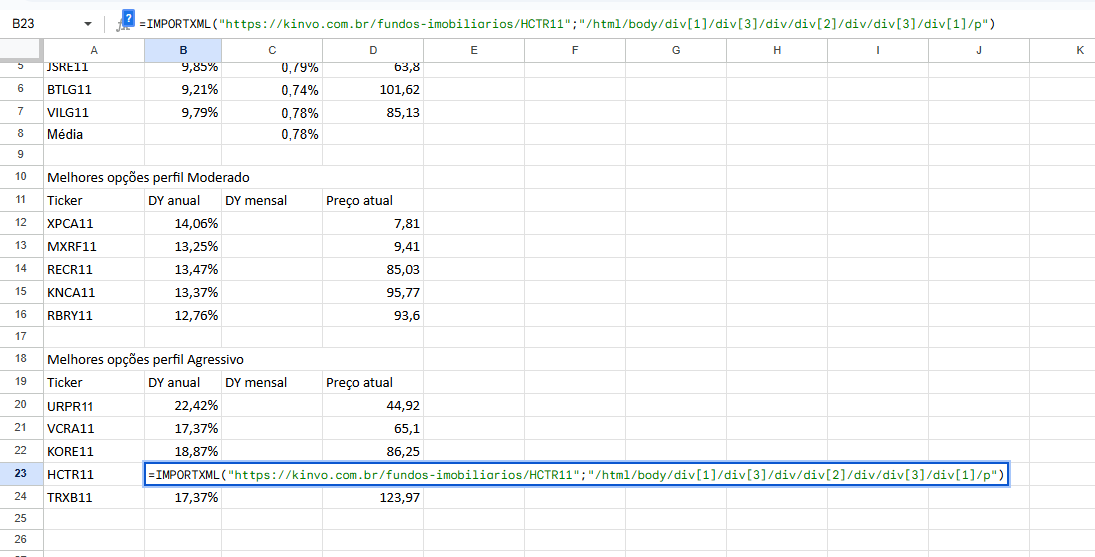 B23 ? =IMPORTXML("https://kinvo.com.br/fundos-imobiliarios/HCTR11";"/html/body/div[1]/div[3]/div/div[2]/div/div[3]/div[1]/p")
A B C D E F G H I J K
5 JSRE11 9,85% 0,79% 63,8
6 BTLG11 9,21% 0,74% 101,62
7 VILG11 9,79% 0,78% 85,13
8 Média 0,78%
9
10 Melhores opções perfil Moderado
11 Ticker DY anual DY mensal Preço atual
12 XPCA11 14,06% 7,81
13 MXRF11 13,25% 9,41
14 RECR11 13,47% 85,03
15 KNCA11 13,37% 95,77
16 RBRY11 12,76% 93,6
17
18 Melhores opções perfil Agressivo
19 Ticker DY anual DY mensal Preço atual
20 URPR11 22,42% 44,92
21 VCRA11 17,37% 65,1
22 KORE11 18,87% 86,25
23 HCTR11 =IMPORTXML("https://kinvo.com.br/fundos-imobiliarios/HCTR11";"/html/body/div[1]/div[3]/div/div[2]/div/div[3]/div[1]/p")
24 TRXB11 17,37% 123,97
25
26